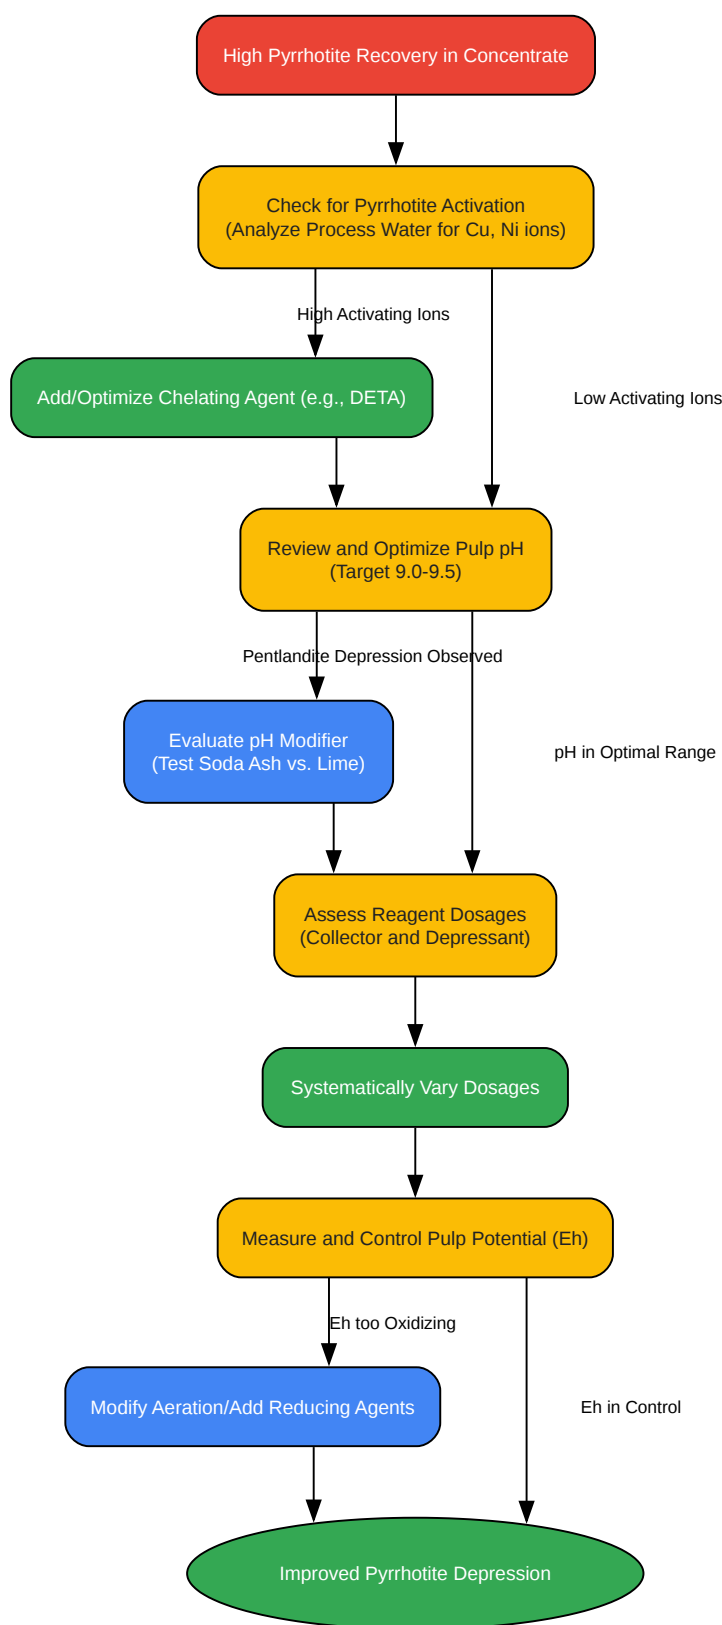 High Pyrrhotite Recovery in Concentrate
Check for Pyrrhotite Activation
(Analyze Process Water for Cu, Ni ions)
High Activating Ions
Add/Optimize Chelating Agent (e.g., DETA)
Low Activating Ions
Review and Optimize Pulp pH
(Target 9.0-9.5)
Pentlandite Depression Observed
Evaluate pH Modifier
(Test Soda Ash vs. Lime)
pH in Optimal Range
Assess Reagent Dosages
(Collector and Depressant)
Systematically Vary Dosages
Measure and Control Pulp Potential (Eh)
Eh too Oxidizing
Modify Aeration/Add Reducing Agents
Eh in Control
Improved Pyrrhotite Depression